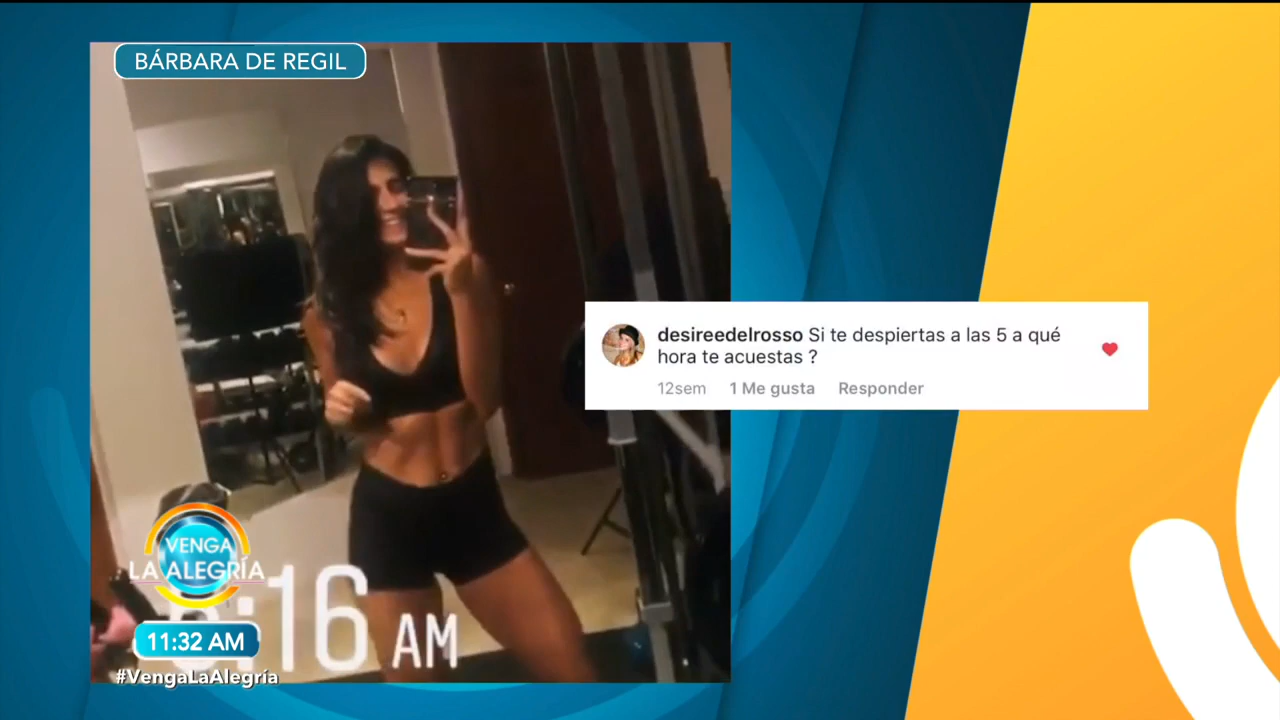 BÁRBARA DE REGIL
desireedelrosso Si te despiertas a las 5 a qué
hora te acuestas ?
12sem 1 Me gusta Responder
VENGA
LA ALEGRÍA
:16 AM
11:32 AM
#VengaLaAlegría